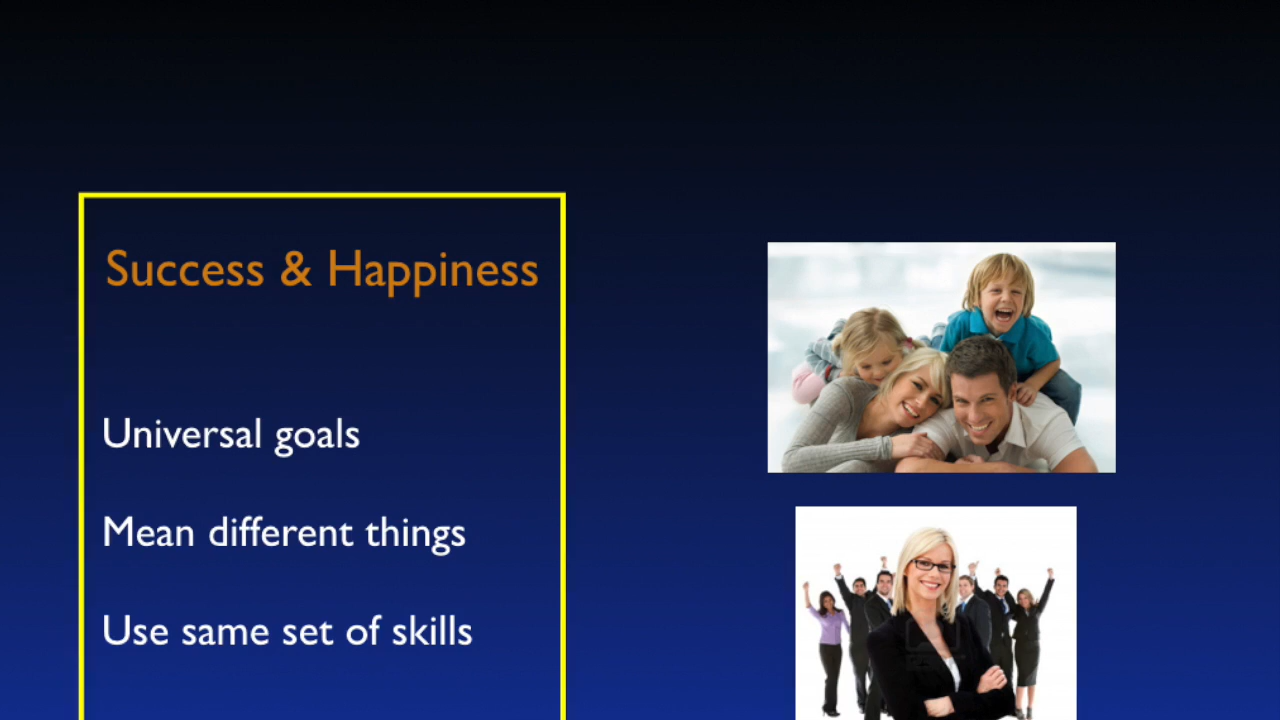 Success & Happiness
Universal goals
Mean different things
Use same set of skills